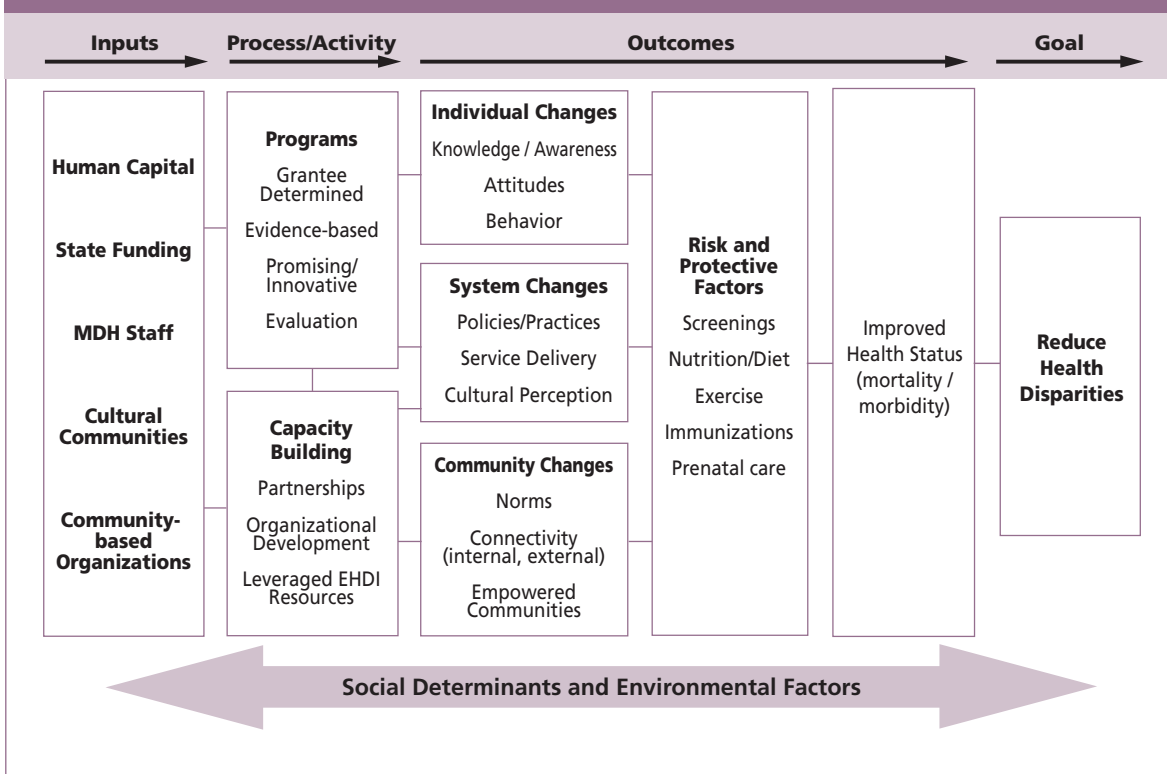 Inputs
Process/Activity
Outcomes
Goal
Human Capital
State Funding
MDH Staff
Cultural
Communities
Community-
based
Organizations
Programs
Grantee
Determined
Evidence-based
Promising/
Innovative
Evaluation
Capacity
Building
Partnerships
Organizational
Development
Leveraged EHDI
Resources
Individual Changes
Knowledge / Awareness
Attitudes
Behavior
System Changes
Policies/Practices
Service Delivery
Cultural Perception
Community Changes
Norms
Connectivity
(internal, external)
Empowered
Communities
Risk and
Protective
Factors
Screenings
Nutrition/Diet
Exercise
Immunizations
Prenatal care
Improved
Health Status
(mortality /
morbidity)
Reduce
Health
Disparities
Social Determinants and Environmental Factors